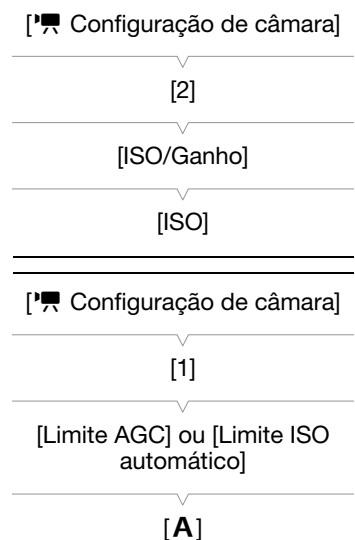 [ Configuração de câmara]
[2]
[ISO/Ganho]
[ISO]
[ Configuração de câmara]
[1]
[Limite AGC] ou [Limite ISO
automático]
[A]